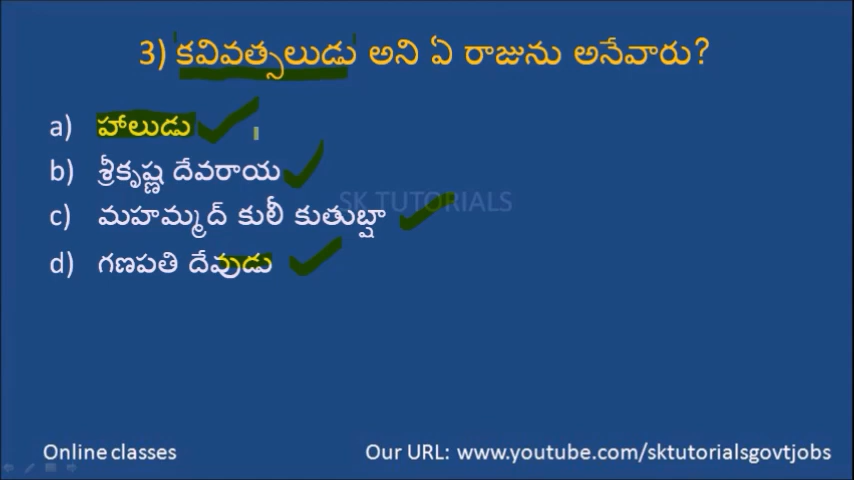 3) 'కవివత్సలుడు' అని ఏ రాజును అనేవారు?
a) హాలుడు
b) శ్రీకృష్ణ దేవరాయ
SK TUTORIALS
c) మహమ్మద్ కులీ కుతుబ్షా
d) గణపతి దేవుడు
Online classes
Our URL: www.youtube.com/sktutorialsgovtjobs